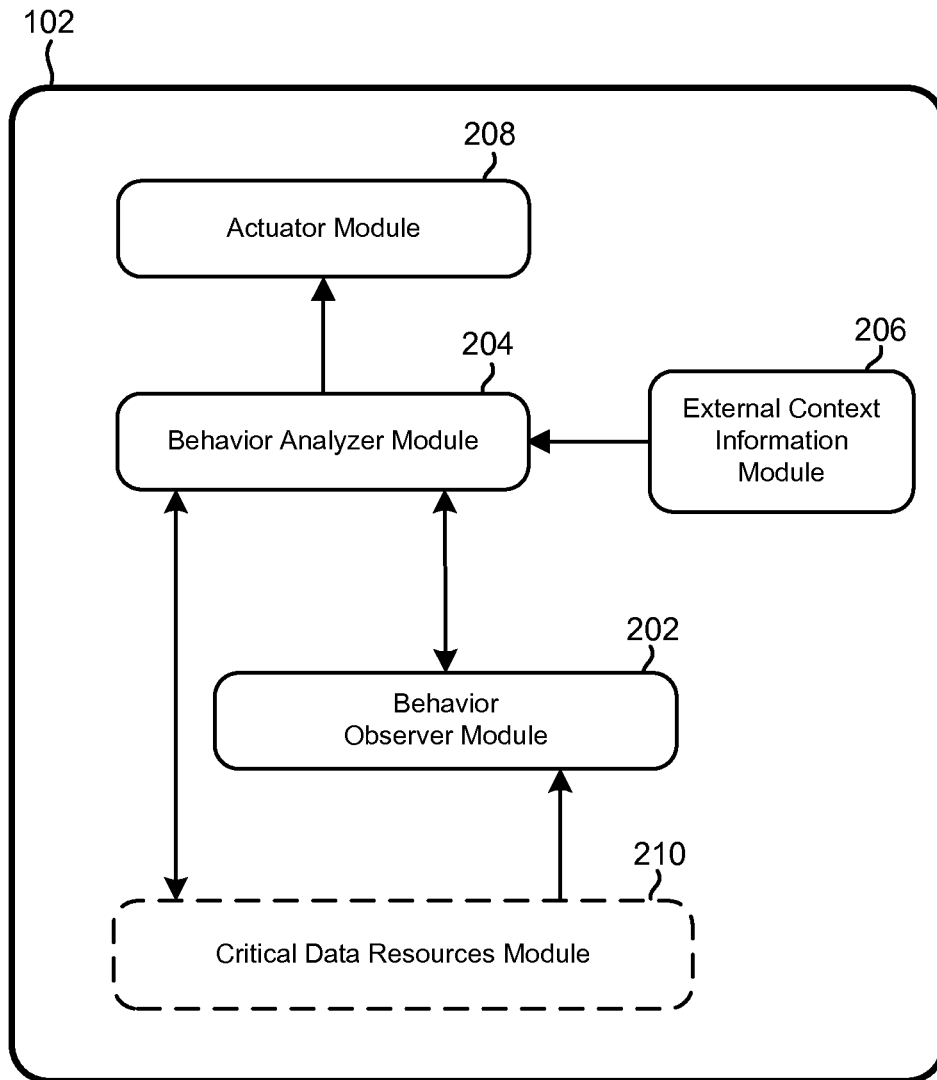 102
208
Actuator Module
204
206
Behavior Analyzer Module
External Context
Information
Module
202
Behavior
Observer Module
210
Critical Data Resources Module